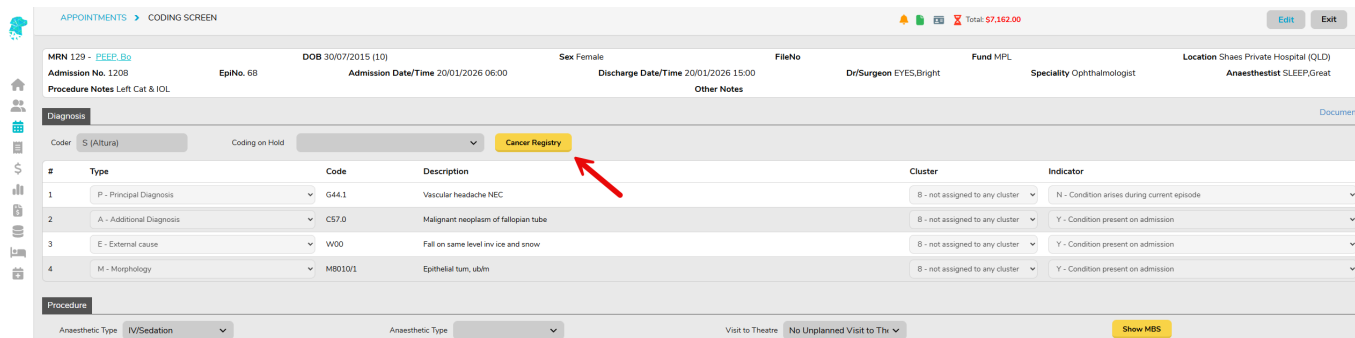 APPOINTMENTS > CODING SCREEN Total: $7,162.00 Edit Exit
MRN 129 - PEEP, Bo DOB 30/07/2015 (10) Sex Female FileNo Fund MPL Location Shaes Private Hospital (QLD)
Admission No. 1208 EpiNo. 68 Admission Date/Time 20/01/2026 06:00 Discharge Date/Time 20/01/2026 15:00 Dr/Surgeon EYES,Bright Speciality Ophthalmologist Anaesthestist SLEEP,Great
Procedure Notes Left Cat & IOL Other Notes
Diagnosis Documen
Coder S (Altura) Coding on Hold Cancer Registry
# Type Code Description Cluster Indicator
1 P - Principal Diagnosis G44.1 Vascular headache NEC 8 - not assigned to any cluster N - Condition arises during current episode
2 A - Additional Diagnosis C57.0 Malignant neoplasm of fallopian tube 8 - not assigned to any cluster Y - Condition present on admission
3 E - External cause W00 Fall on same level inv ice and snow 8 - not assigned to any cluster Y - Condition present on admission
4 M - Morphology M8010/1 Epithelial tum, ub/m 8 - not assigned to any cluster Y - Condition present on admission
Procedure
Anaesthetic Type IV/Sedation Anaesthetic Type Visit to Theatre No Unplanned Visit to The Show MBS